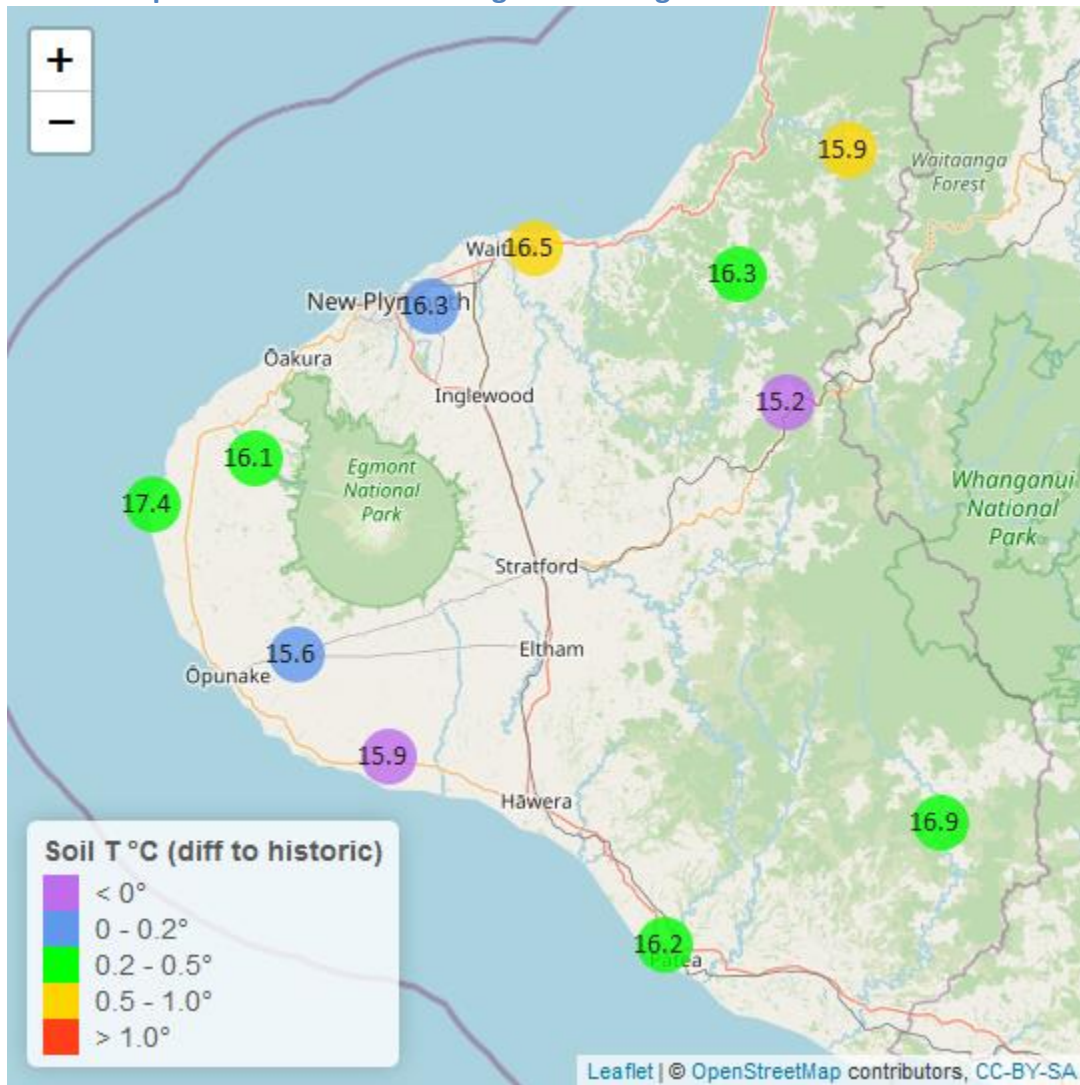 +
−
15.9
Waitaanga
Forest
Wait
16.5
16.3
New Plymouth
16.3
Ōakura
Inglewood
15.2
16.1
Egmont
National
Park
17.4
Whanganui
National
Park
Stratford
15.6
Eltham
Ōpunake
15.9
Hāwera
16.9
Soil T °C (diff to historic)
< 0°
0 - 0.2°
0.2 - 0.5°
0.5 - 1.0°
> 1.0°
16.2
Patea
Leaflet | © OpenStreetMap contributors, CC-BY-SA